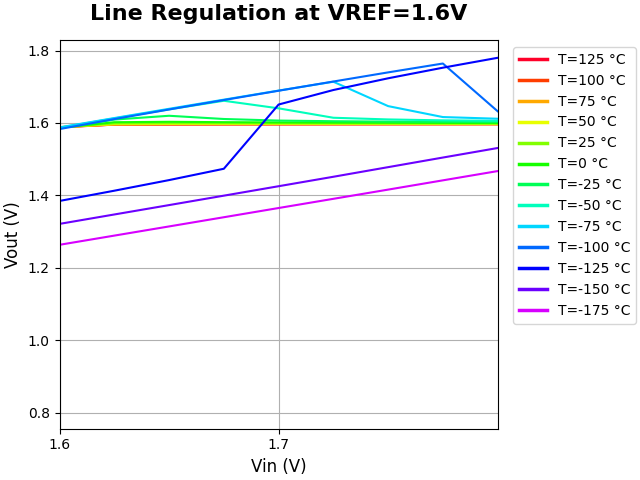 Line Regulation at VREF=1.6V
1.8
1.6
1.4
1.2
1.0
0.8
Vout (V)
1.6
1.7
Vin (V)
T=125 °C
T=100 °C
T=75 °C
T=50 °C
T=25 °C
T=0 °C
T=-25 °C
T=-50 °C
T=-75 °C
T=-100 °C
T=-125 °C
T=-150 °C
T=-175 °C